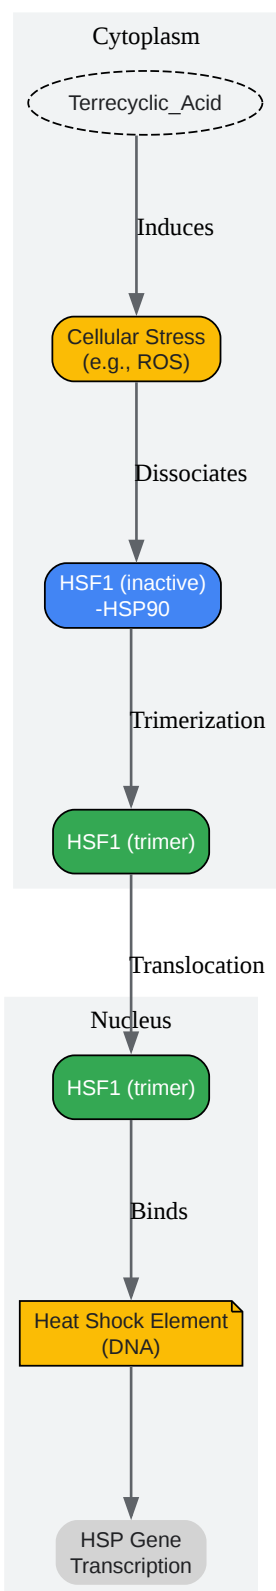 Cytoplasm
Terrecyclic_Acid
Induces
Cellular Stress
(e.g., ROS)
Dissociates
HSF1 (inactive)
-HSP90
Trimerization
HSF1 (trimer)
Translocation
Nucleus
HSF1 (trimer)
Binds
Heat Shock Element
(DNA)
HSP Gene
Transcription